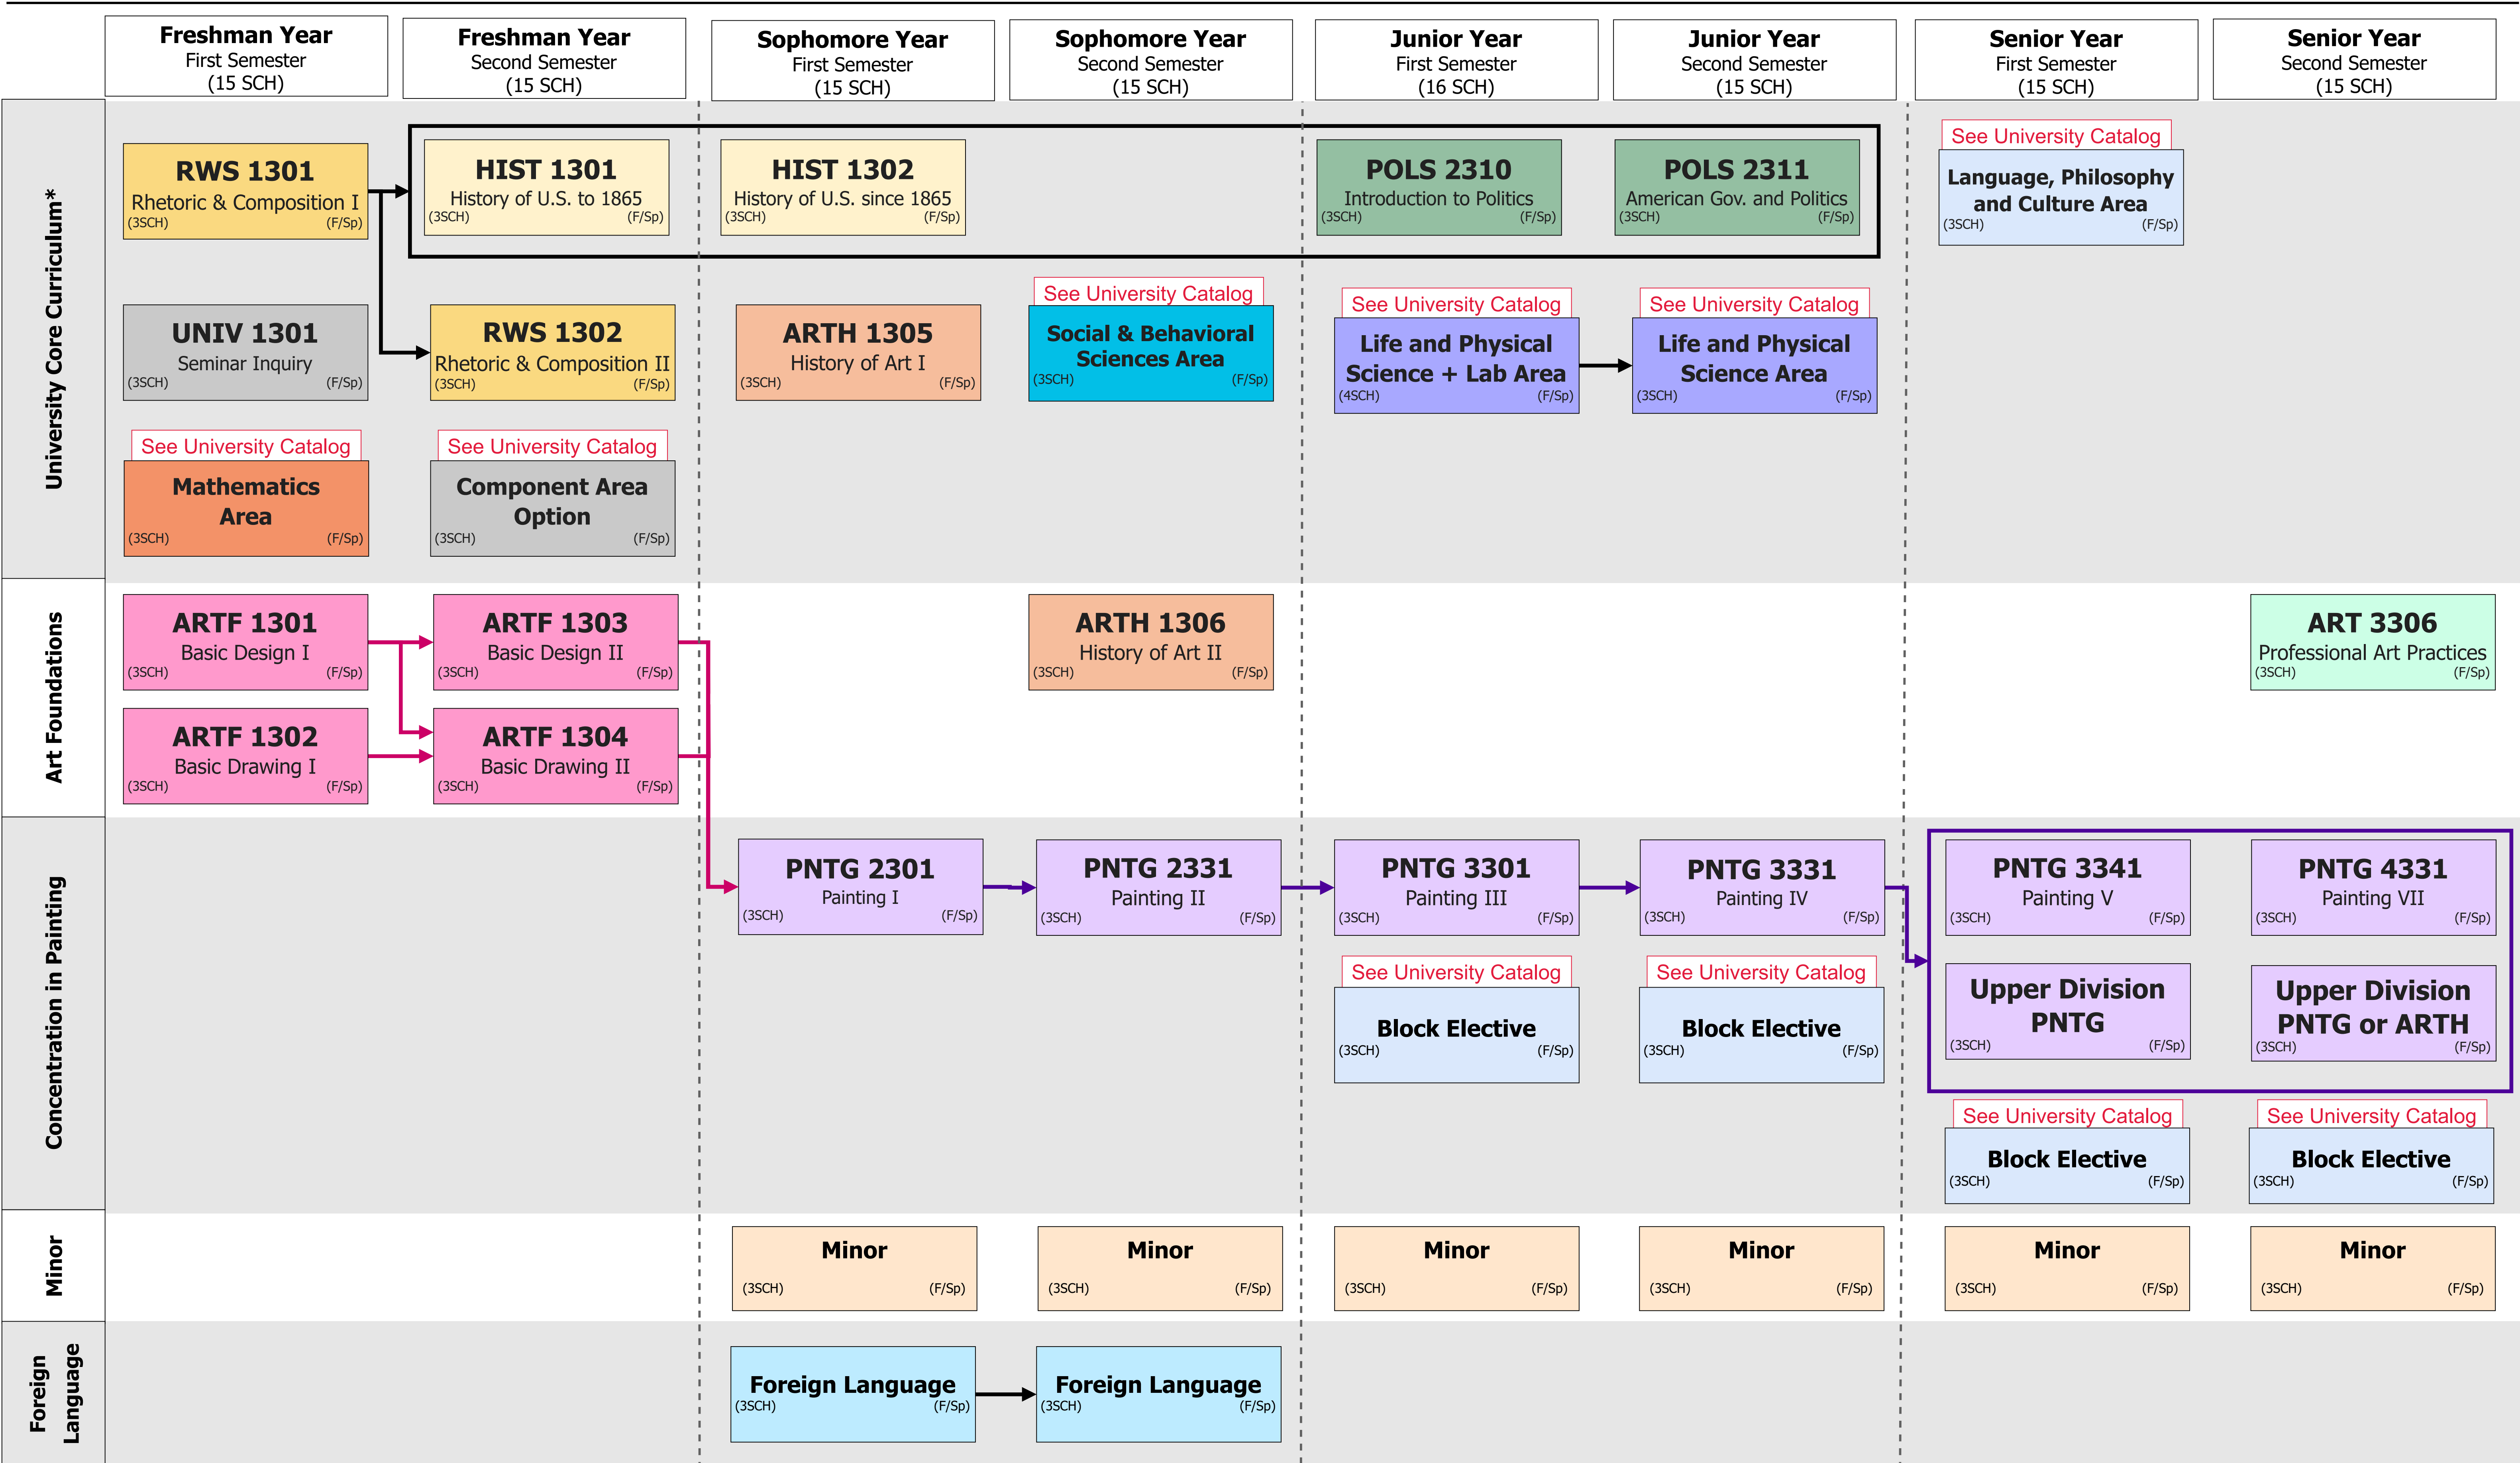 Freshman Year
First Semester
(15 SCH)
Freshman Year
Second Semester
(15 SCH)
Sophomore Year
First Semester
(15 SCH)
Sophomore Year
Second Semester
(15 SCH)
Junior Year
First Semester
(16 SCH)
Junior Year
Second Semester
(15 SCH)
Senior Year
First Semester
(15 SCH)
Senior Year
Second Semester
(15 SCH)
University Core Curriculum*
RWS 1301
Rhetoric & Composition I
(3SCH) (F/Sp)
HIST 1301
History of U.S. to 1865
(3SCH) (F/Sp)
HIST 1302
History of U.S. since 1865
(3SCH) (F/Sp)
POLS 2310
Introduction to Politics
(3SCH) (F/Sp)
POLS 2311
American Gov. and Politics
(3SCH) (F/Sp)
See University Catalog
Language, Philosophy
and Culture Area
(3SCH) (F/Sp)
UNIV 1301
Seminar Inquiry
(3SCH) (F/Sp)
RWS 1302
Rhetoric & Composition II
(3SCH) (F/Sp)
ARTH 1305
History of Art I
(3SCH) (F/Sp)
See University Catalog
Social & Behavioral
Sciences Area
(3SCH) (F/Sp)
See University Catalog
Life and Physical
Science + Lab Area
(4SCH) (F/Sp)
See University Catalog
Life and Physical
Science Area
(3SCH) (F/Sp)
See University Catalog
Mathematics
Area
(3SCH) (F/Sp)
See University Catalog
Component Area
Option
(3SCH) (F/Sp)
Art Foundations
ARTF 1301
Basic Design I
(3SCH) (F/Sp)
ARTF 1303
Basic Design II
(3SCH) (F/Sp)
ARTH 1306
History of Art II
(3SCH) (F/Sp)
ART 3306
Professional Art Practices
(3SCH) (F/Sp)
ARTF 1302
Basic Drawing I
(3SCH) (F/Sp)
ARTF 1304
Basic Drawing II
(3SCH) (F/Sp)
Concentration in Painting
PNTG 2301
Painting I
(3SCH) (F/Sp)
PNTG 2331
Painting II
(3SCH) (F/Sp)
PNTG 3301
Painting III
(3SCH) (F/Sp)
PNTG 3331
Painting IV
(3SCH) (F/Sp)
PNTG 3341
Painting V
(3SCH) (F/Sp)
PNTG 4331
Painting VII
(3SCH) (F/Sp)
See University Catalog
Block Elective
(3SCH) (F/Sp)
See University Catalog
Block Elective
(3SCH) (F/Sp)
Upper Division
PNTG
(3SCH) (F/Sp)
Upper Division
PNTG or ARTH
(3SCH) (F/Sp)
See University Catalog
Block Elective
(3SCH) (F/Sp)
See University Catalog
Block Elective
(3SCH) (F/Sp)
Minor
Minor
(3SCH) (F/Sp)
Minor
(3SCH) (F/Sp)
Minor
(3SCH) (F/Sp)
Minor
(3SCH) (F/Sp)
Minor
(3SCH) (F/Sp)
Minor
(3SCH) (F/Sp)
Foreign
Language
Foreign Language
(3SCH) (F/Sp)
Foreign Language
(3SCH) (F/Sp)